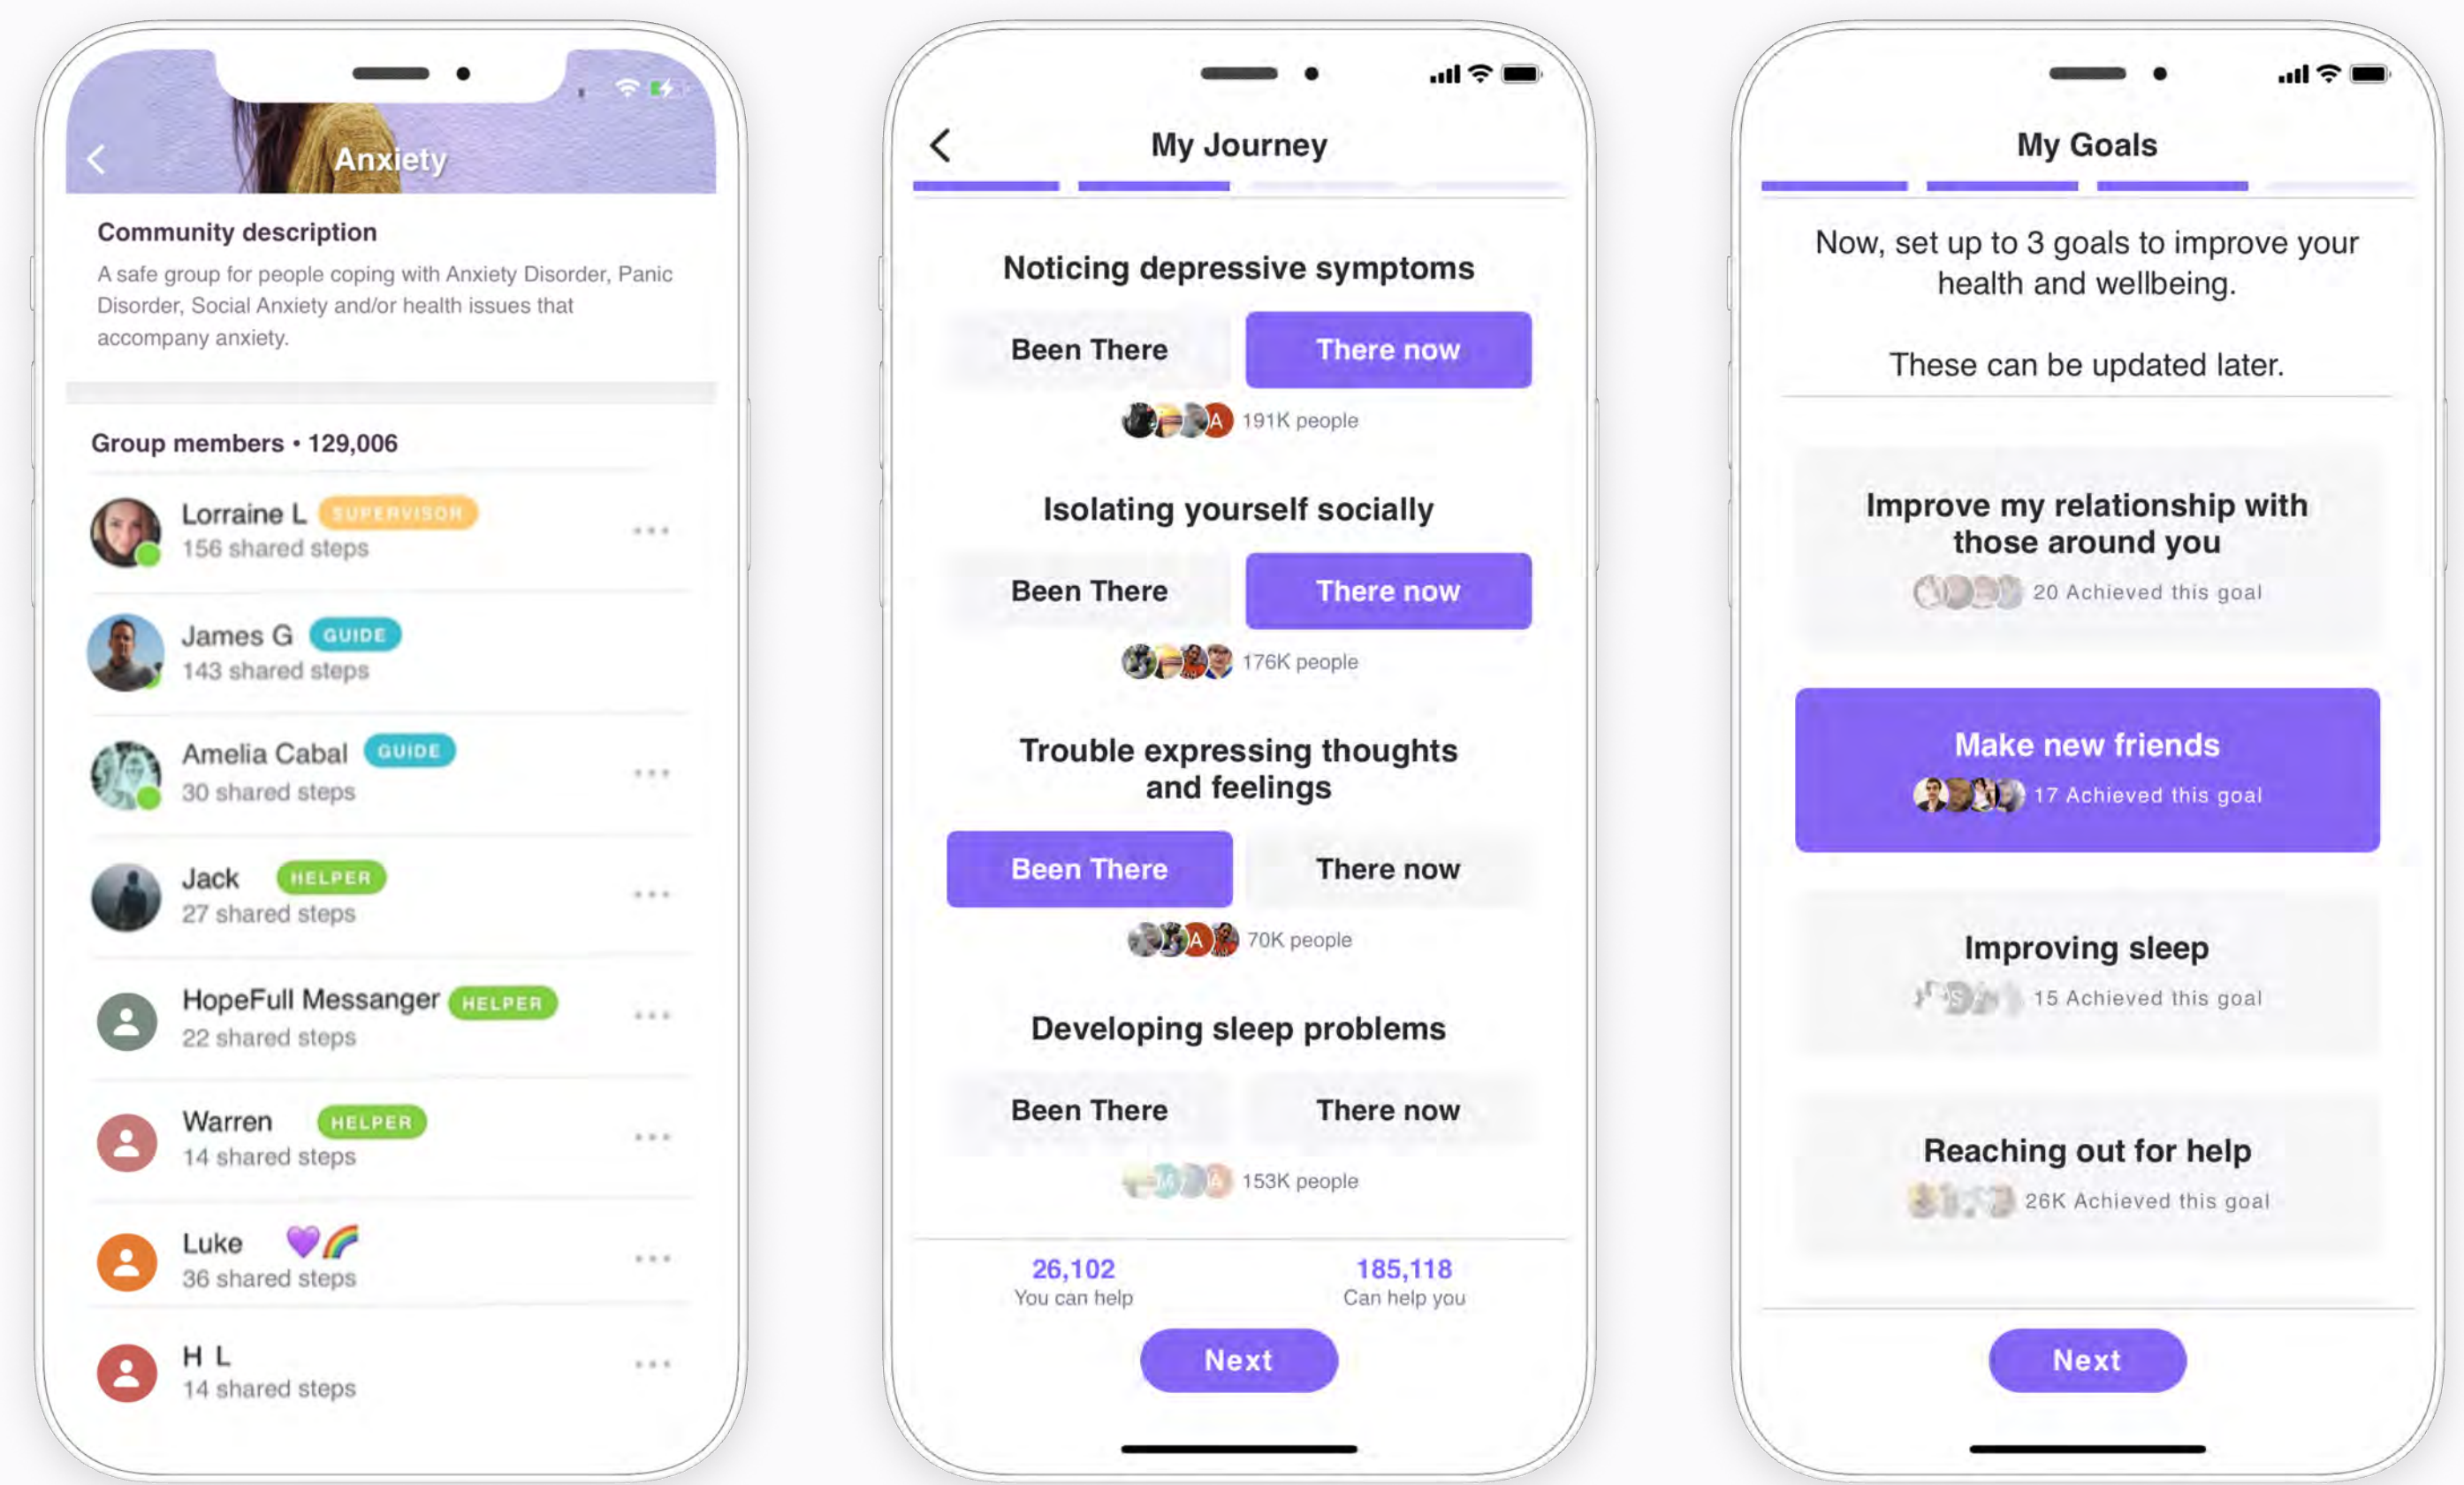 Anxiety
Community description
A safe group for people coping with Anxiety Disorder, Panic
Disorder, Social Anxiety and/or health issues that
accompany anxiety.
Group members • 129,006
Lorraine L SUPERVISOR
156 shared steps
James G GUIDE
143 shared steps
Amelia Cabal GUIDE
30 shared steps
Jack HELPER
27 shared steps
HopeFull Messanger HELPER
22 shared steps
Warren HELPER
14 shared steps
Luke 💜🌈
36 shared steps
H L
14 shared steps
My Journey
Noticing depressive symptoms
Been There There now
A 191K people
Isolating yourself socially
Been There There now
176K people
Trouble expressing thoughts
and feelings
Been There There now
A 70K people
Developing sleep problems
Been There There now
M A 153K people
26,102 185,118
You can help Can help you
Next
My Goals
Now, set up to 3 goals to improve your
health and wellbeing.
These can be updated later.
Improve my relationship with
those around you
20 Achieved this goal
Make new friends
17 Achieved this goal
Improving sleep
S 15 Achieved this goal
Reaching out for help
26K Achieved this goal
Next